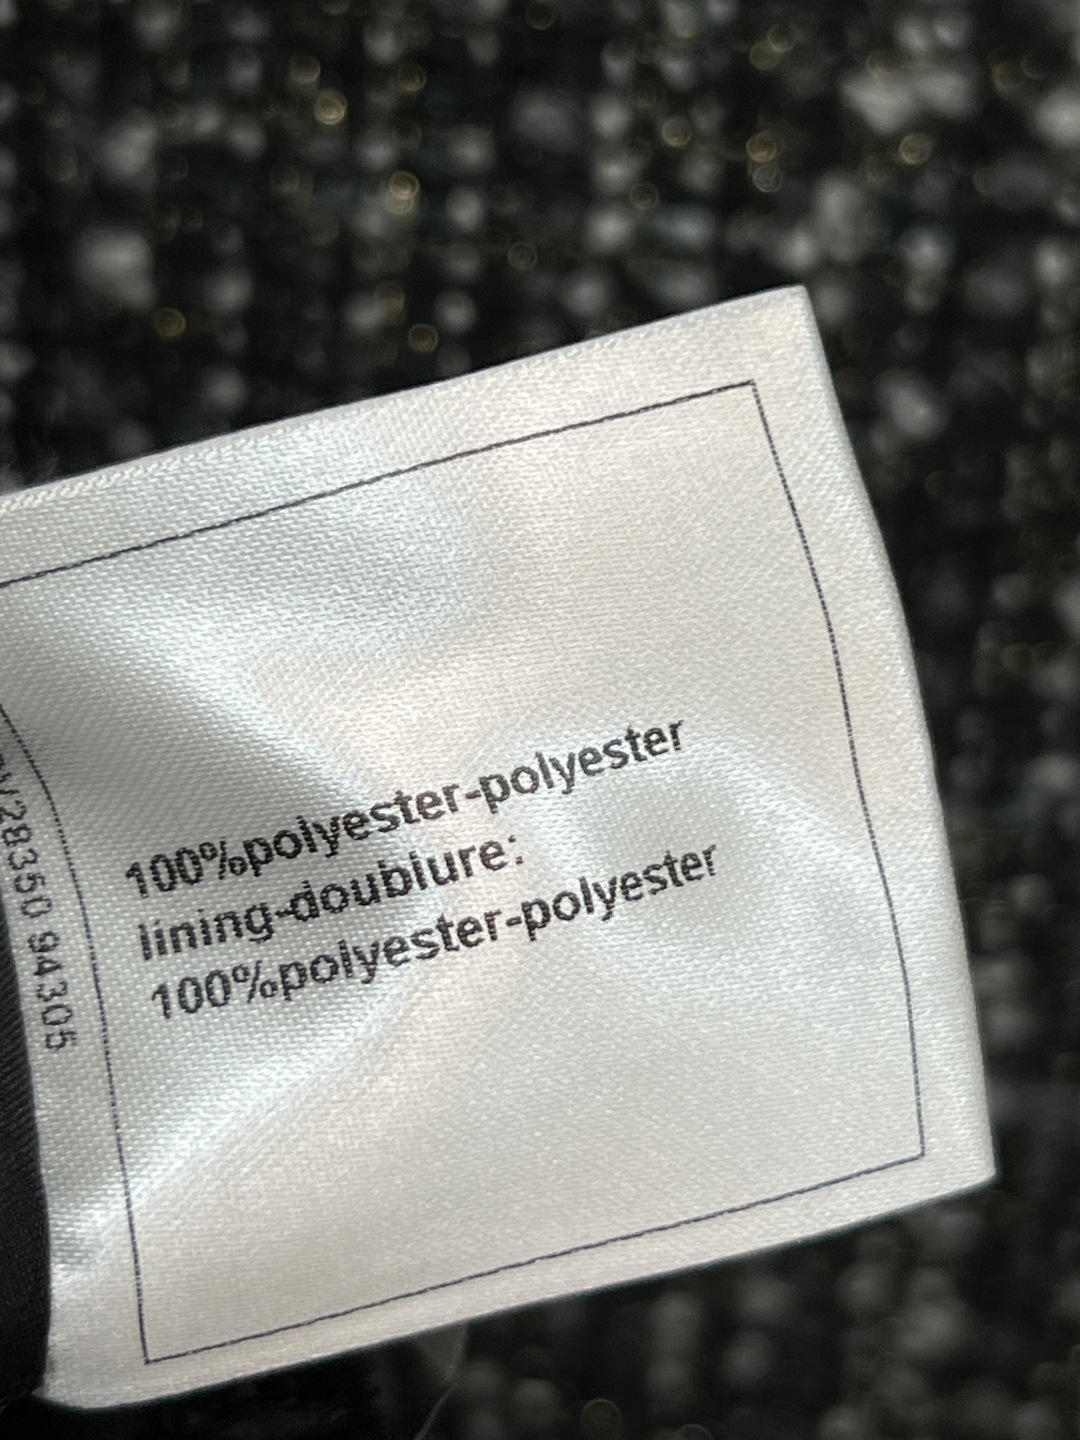 100%polyester-polyester
lining-doublure:
100%polyester-polyester
28350 94305